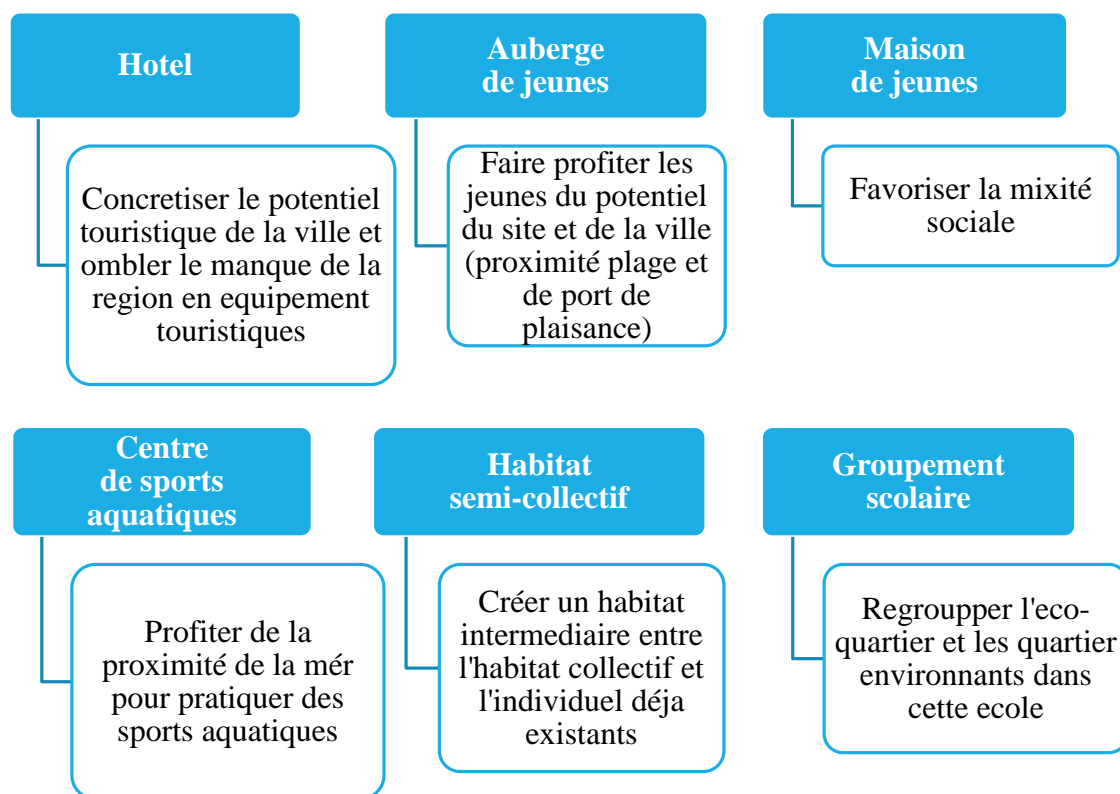 Hotel
Concretiser le potentiel
touristique de la ville et
ombler le manque de la
region en equipement
touristiques
Auberge
de jeunes
Faire profiter les
jeunes du potentiel
du site et de la ville
(proximité plage et
de port de
plaisance)
Maison
de jeunes
Favoriser la mixité
sociale
Centre
de sports
aquatiques
Profiter de la
proximité de la mér
pour pratiquer des
sports aquatiques
Habitat
semi-collectif
Créer un habitat
intermediaire entre
l'habitat collectif et
l'individuel déja
existants
Groupement
scolaire
Regroupper l'eco-
quartier et les quartier
environnants dans
cette ecole